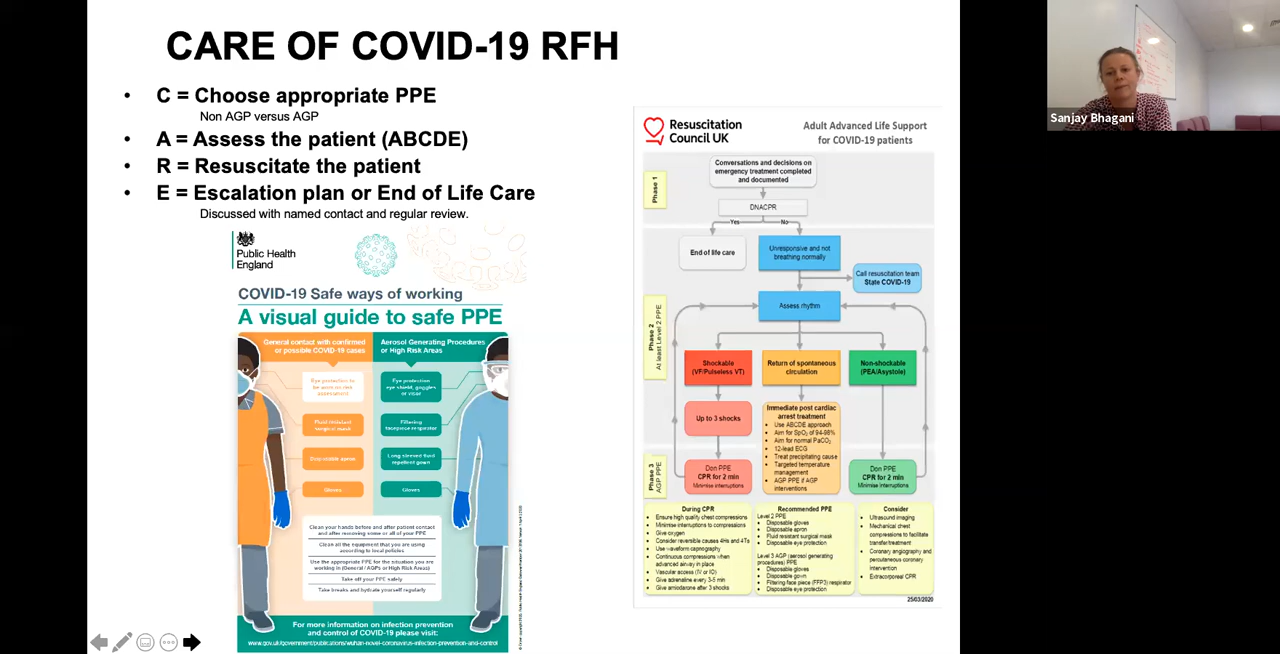 CARE OF COVID-19 RFH
• C = Choose appropriate PPE
Non AGP versus AGP
• A = Assess the patient (ABCDE)
• R = Resuscitate the patient
• E = Escalation plan or End of Life Care
Discussed with named contact and regular review.
Public Health
England
COVID-19 Safe ways of working
A visual guide to safe PPE
General contact with confirmed
or possible COVID-19 cases
Aerosol Generating Procedures
or High Risk Areas
Eye protection to
be worn on risk
assessment
Eye protection
eye shield, goggles
or visor
Fluid resistant
surgical mask
Filtering
facepiece respirator
Disposable apron
Long sleeved fluid
repellent gown
Gloves
Gloves
Clean your hands before and after patient contact
and after removing some or all of your PPE
Clean all the equipment that you are using
according to local policies
Use the appropriate PPE for the situation you are
working in (General / AGPs or High Risk Areas)
Take off your PPE safely
Take breaks and hydrate yourself regularly
For more information on infection prevention
and control of COVID-19 please visit:
www.gov.uk/government/publications/wuhan-novel-coronavirus-infection-prevention-and-control
Resuscitation
Council UK
Adult Advanced Life Support
for COVID-19 patients
Phase 1
Conversations and decisions on
emergency treatment completed
and documented
DNACPR
Yes
No
End of life care
Unresponsive and not
breathing normally
Call resuscitation team
State COVID-19
Phase 2
At least Level 2 PPE
Assess rhythm
Shockable
(VF/Pulseless VT)
Return of spontaneous
circulation
Non-shockable
(PEA/Asystole)
Up to 3 shocks
Immediate post cardiac
arrest treatment
• Use ABCDE approach
• Aim for SpO2 of 94-98%
• Aim for normal PaCO2
• 12-lead ECG
• Treat precipitating cause
• Targeted temperature
management
• AGP PPE if AGP
interventions
Phase 3
AGP PPE
Don PPE
CPR for 2 min
Minimise interruptions
Don PPE
CPR for 2 min
Minimise interruptions
During CPR
• Ensure high quality chest compressions
• Minimise interruptions to compressions
• Give oxygen
• Consider reversible causes 4Hs and 4Ts
• Use waveform capnography
• Continuous compressions when
advanced airway in place
• Vascular access (IV or IO)
• Give adrenaline every 3-5 min
• Give amiodarone after 3 shocks
Recommended PPE
Level 2 PPE
• Disposable gloves
• Disposable apron
• Fluid resistant surgical mask
• Disposable eye protection
Level 3 AGP (aerosol generating
procedures) PPE
• Disposable gloves
• Disposable gown
• Filtering face piece (FFP3) respirator
• Disposable eye protection
Consider
• Ultrasound imaging
• Mechanical chest
compressions to facilitate
transfer/treatment
• Coronary angiography and
percutaneous coronary
intervention
• Extracorporeal CPR
25/03/2020
Sanjay Bhagani